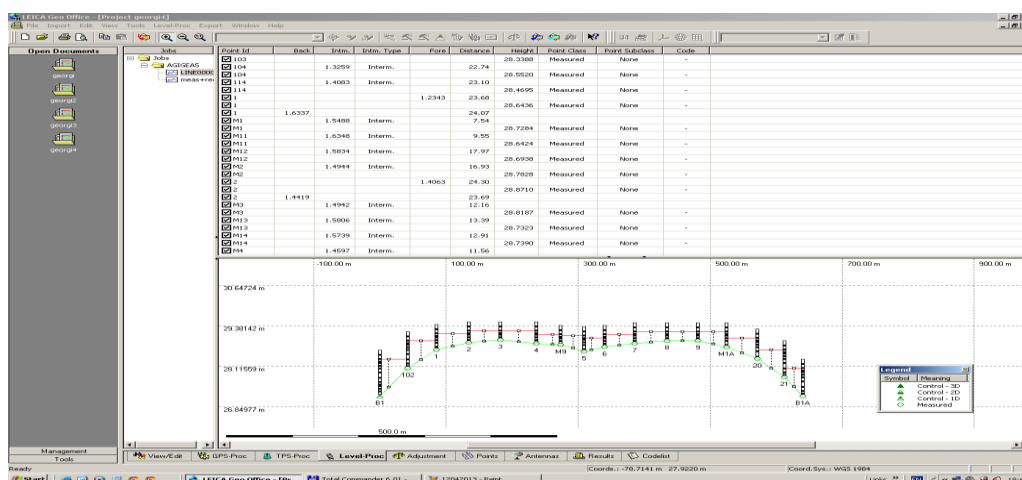 LEICA Geo Office - [Project georgi4]
File Import Edit View Tools Level-Proc Export Window Help
Open Documents
georgi
georgi2
georgi3
georgi4
Management
Tools
Jobs
Jobs
AGIGEAS
Point Id Back Intm. Intm. Type Fore Distance Height Point Class Point Subclass Code
103 28.3388 Measured None -
104 1.3259 Interm. 22.74
104 28.5520 Measured None -
114 1.4083 Interm. 23.10
114 28.4695 Measured None -
1 1.2343 23.68
1 28.6436 Measured None -
1 1.6337 24.07
M1 1.5488 Interm. 7.54
M1 28.7284 Measured None -
M11 1.6348 Interm. 9.55
M11 28.6424 Measured None -
M12 1.5834 Interm. 17.97
M12 28.6938 Measured None -
M2 1.4944 Interm. 16.93
M2 28.7828 Measured None -
2 1.4063 24.30
2 28.8710 Measured None -
2 1.4419 23.69
M3 1.4942 Interm. 12.16
M3 28.8187 Measured None -
M13 1.5806 Interm. 13.39
M13 28.7323 Measured None -
M14 1.5739 Interm. 12.91
M14 28.7390 Measured None -
M4 1.4597 Interm. 11.56
-100.00 m 100.00 m 300.00 m 500.00 m 700.00 m 900.00 m
30.64724 m
29.38142 m
28.11559 m
26.84977 m
B1 102 1 2 3 4 M9 5 6 7 8 9 M1A 20 21 B1A
500.0 m
Legend
Symbol Meaning
Control - 3D
Control - 2D
Control - 1D
Measured
View/Edit GPS-Proc TPS-Proc Level-Proc Adjustment Points Antennas Results Codelist
Ready Coords.: -78.7141 m 27.9220 m Coord.Sys.: WGS 1984
Start LEICA Geo Office - [Pr... Total Commander 6.01 - ... 12042013 - Paint Links